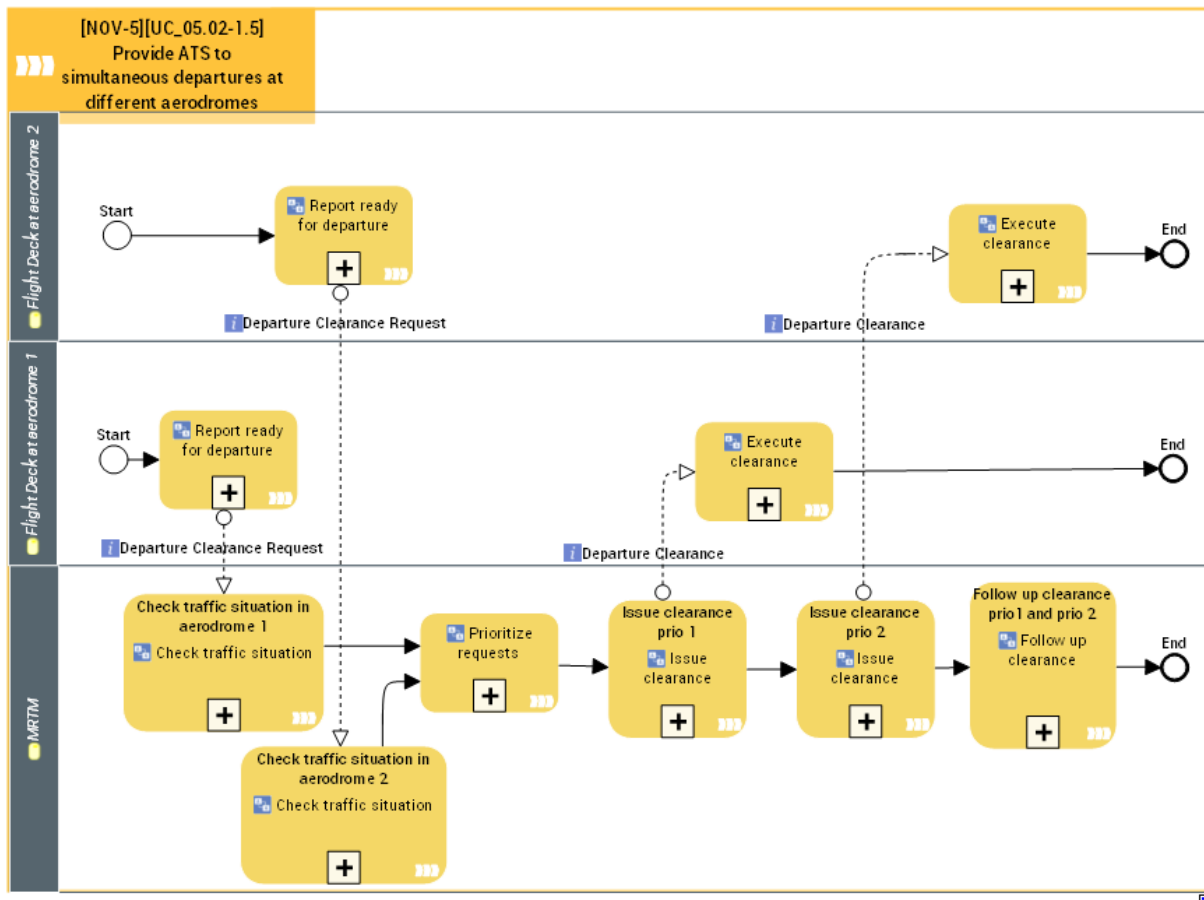 [NOV-5][UC_05.02-1.5]
Provide ATS to
simultaneous departures at
different aerodromes
Flight Deck at aerodrome 2
Start
Report ready
for departure
Departure Clearance Request
Departure Clearance
Execute
clearance
End
Flight Deck at aerodrome 1
Start
Report ready
for departure
Departure Clearance Request
Departure Clearance
Execute
clearance
End
MRTM
Check traffic situation in
aerodrome 1
Check traffic situation
Check traffic situation in
aerodrome 2
Check traffic situation
Prioritize
requests
Issue clearance
prio 1
Issue
clearance
Issue clearance
prio 2
Issue
clearance
Follow up clearance
prio1 and prio 2
Follow up
clearance
End